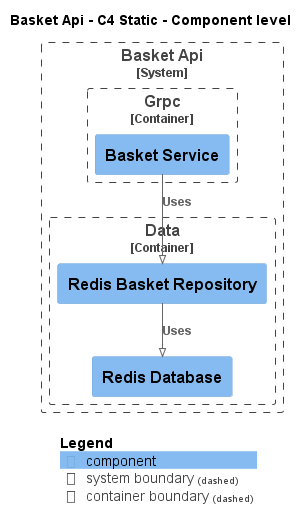 Basket Api - C4 Static - Component level
Basket Api
[System]
Grpc
[Container]
Basket Service
Uses
Data
[Container]
Redis Basket Repository
Uses
Redis Database
Legend
component
system boundary (dashed)
container boundary (dashed)